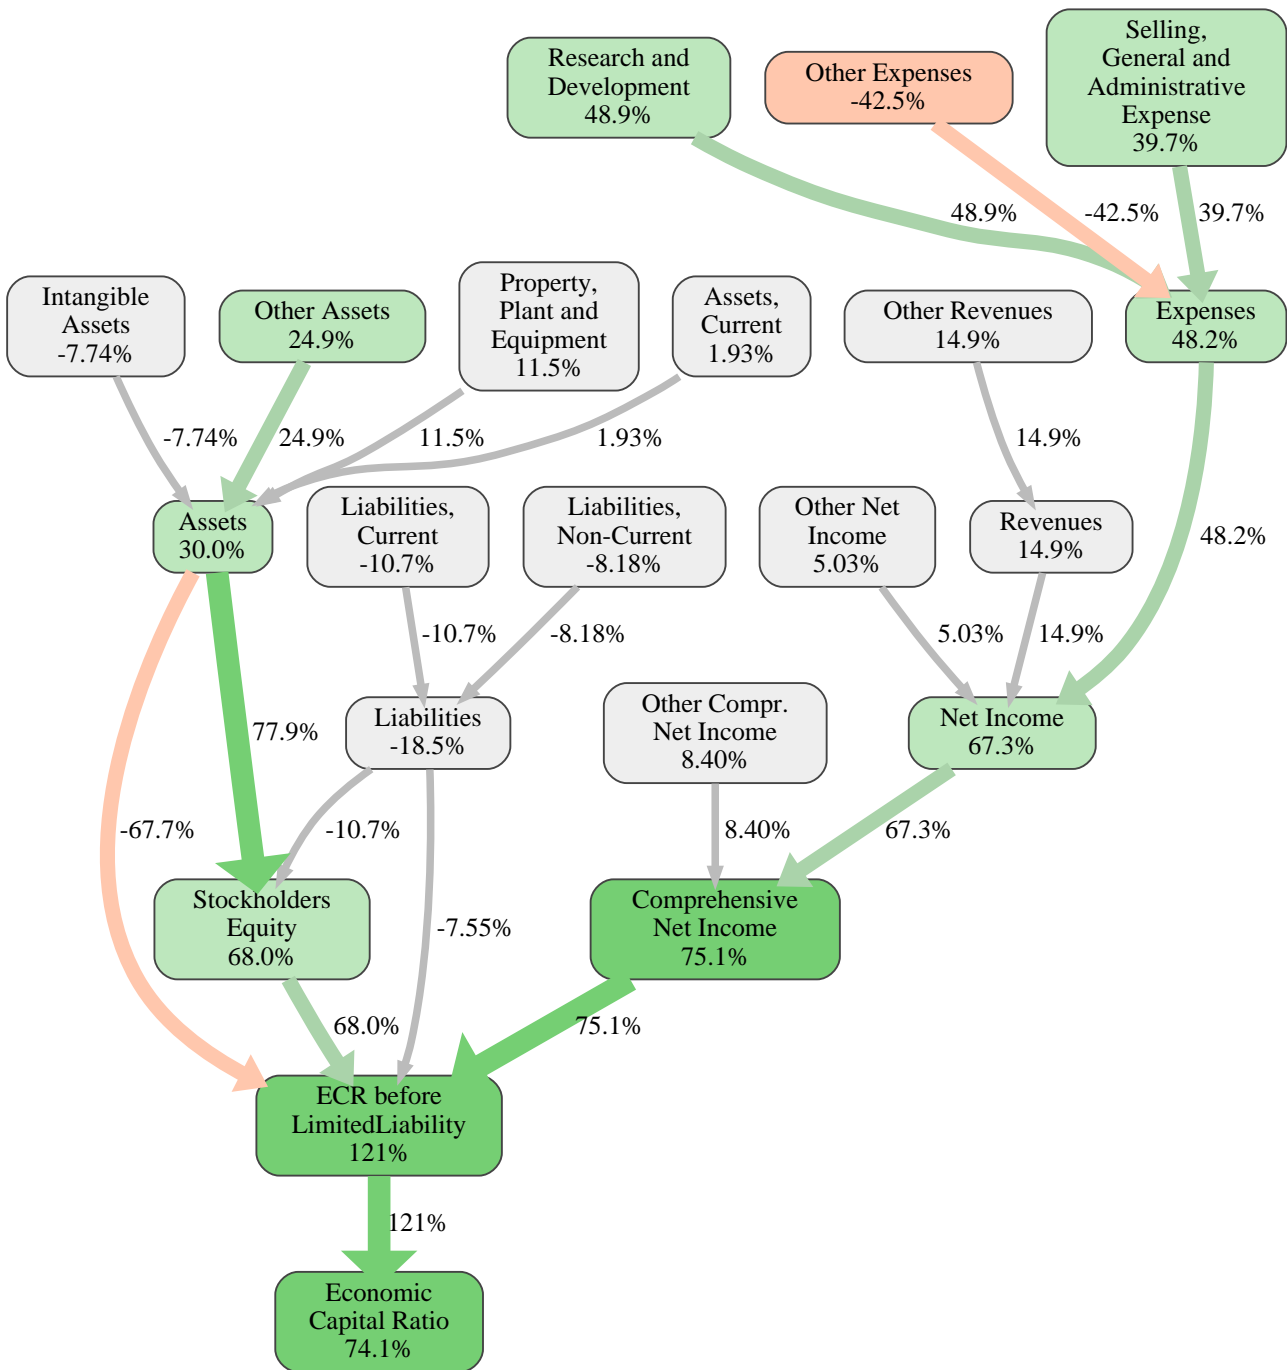 Research and
Development
48.9%
Other Expenses
-42.5%
Selling,
General and
Administrative
Expense
39.7%
48.9%
-42.5%
39.7%
Intangible
Assets
-7.74%
Other Assets
24.9%
Property,
Plant and
Equipment
11.5%
Assets,
Current
1.93%
Other Revenues
14.9%
Expenses
48.2%
-7.74%
24.9%
11.5%
1.93%
14.9%
48.2%
Assets
30.0%
Liabilities,
Current
-10.7%
Liabilities,
Non-Current
-8.18%
Other Net
Income
5.03%
Revenues
14.9%
-10.7%
-8.18%
5.03%
14.9%
77.9%
Liabilities
-18.5%
Other Compr.
Net Income
8.40%
Net Income
67.3%
-67.7%
-10.7%
8.40%
67.3%
Stockholders
Equity
68.0%
-7.55%
Comprehensive
Net Income
75.1%
68.0%
75.1%
ECR before
LimitedLiability
121%
121%
Economic
Capital Ratio
74.1%